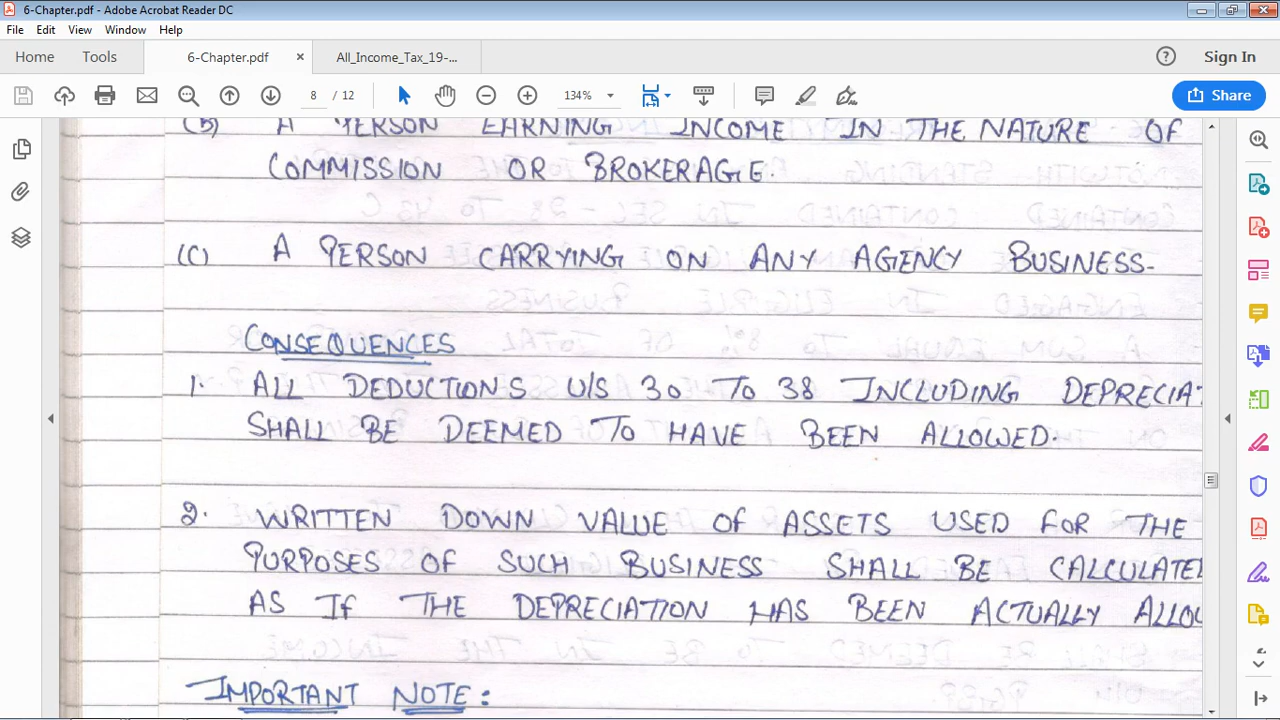 6-Chapter.pdf - Adobe Acrobat Reader DC
File Edit View Window Help
Home Tools 6-Chapter.pdf × All_Income_Tax_19-... ? Sign In
8 / 12 134% Share
(B) A PERSON EARNING INCOME IN THE NATURE OF
COMMISSION OR BROKERAGE.
(C) A PERSON CARRYING ON ANY AGENCY BUSINESS.
CONSEQUENCES
1. ALL DEDUCTIONS U/S 30 TO 38 INCLUDING DEPRECIAT
SHALL BE DEEMED TO HAVE BEEN ALLOWED.
2. WRITTEN DOWN VALUE OF ASSETS USED FOR THE
PURPOSES OF SUCH BUSINESS SHALL BE CALCULATED
AS IF THE DEPRECIATION HAS BEEN ACTUALLY ALLO
IMPORTANT NOTE: